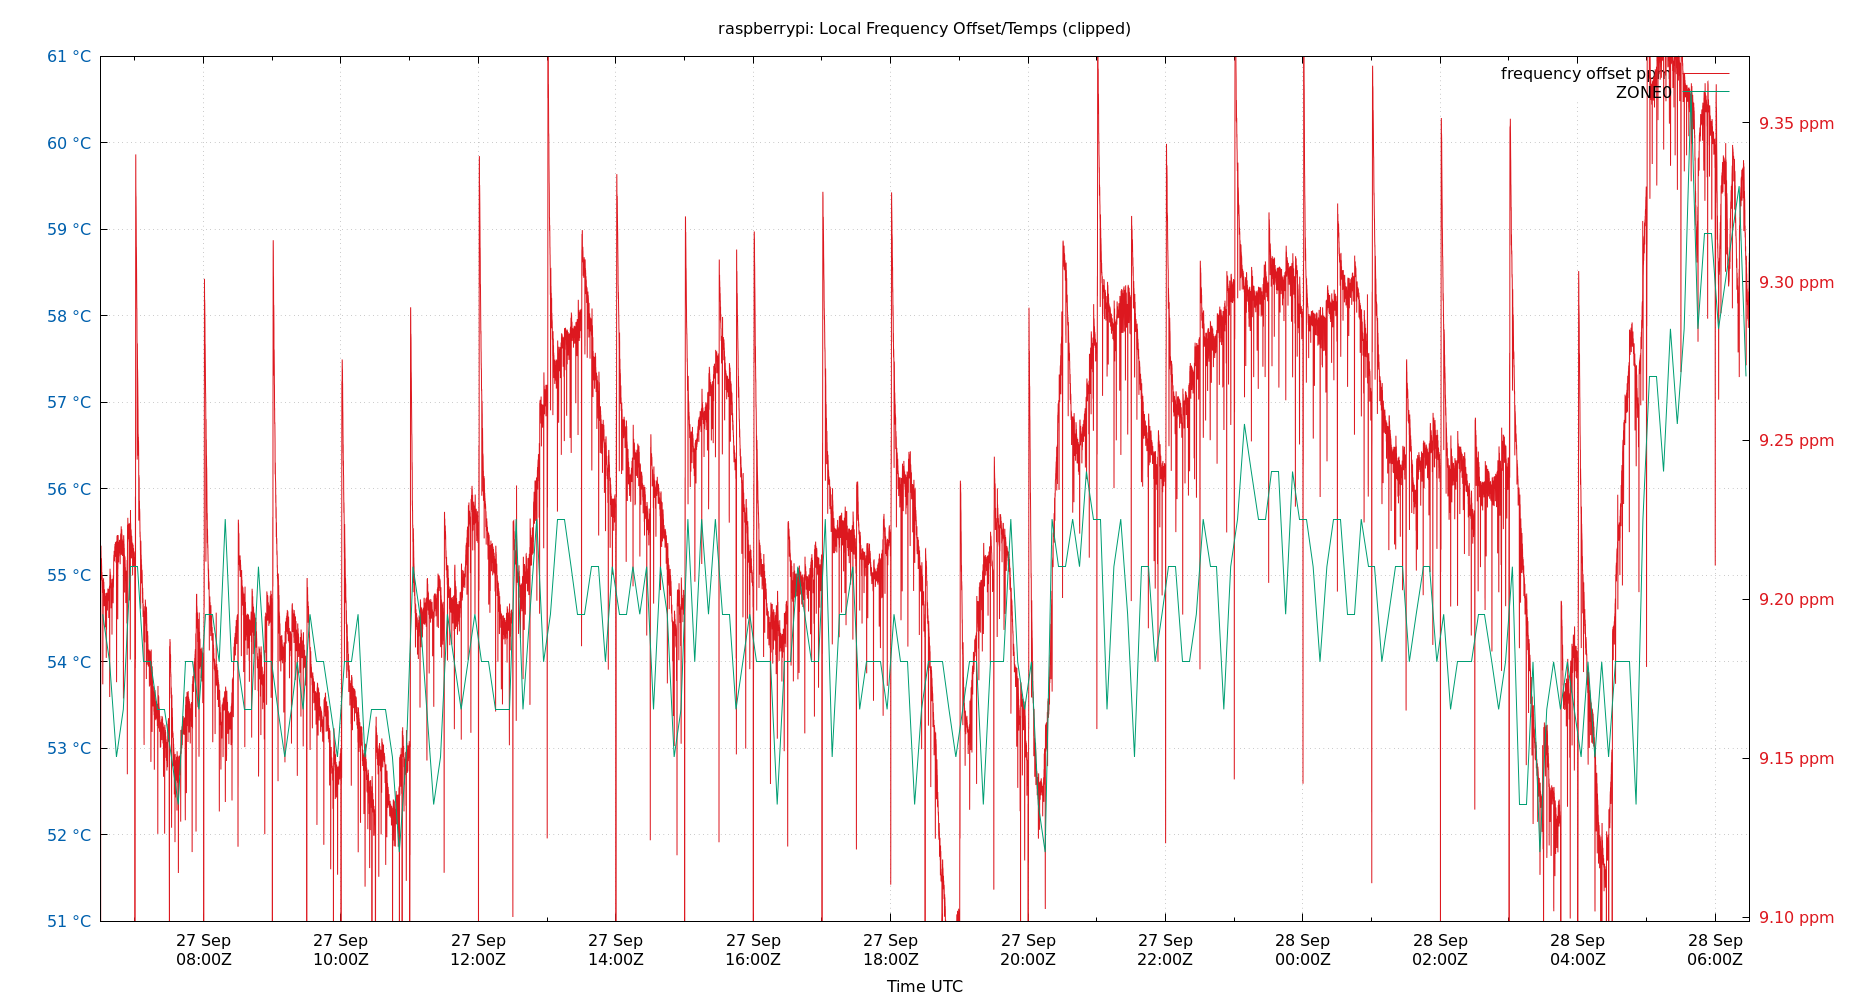 raspberrypi: Local Frequency Offset/Temps (clipped)
61 °C
60 °C
59 °C
58 °C
57 °C
56 °C
55 °C
54 °C
53 °C
52 °C
51 °C
frequency offset ppm
ZONE0
9.35 ppm
9.30 ppm
9.25 ppm
9.20 ppm
9.15 ppm
9.10 ppm
27 Sep 27 Sep 27 Sep 27 Sep 27 Sep 27 Sep 27 Sep 27 Sep 28 Sep 28 Sep 28 Sep 28 Sep
08:00Z 10:00Z 12:00Z 14:00Z 16:00Z 18:00Z 20:00Z 22:00Z 00:00Z 02:00Z 04:00Z 06:00Z
Time UTC